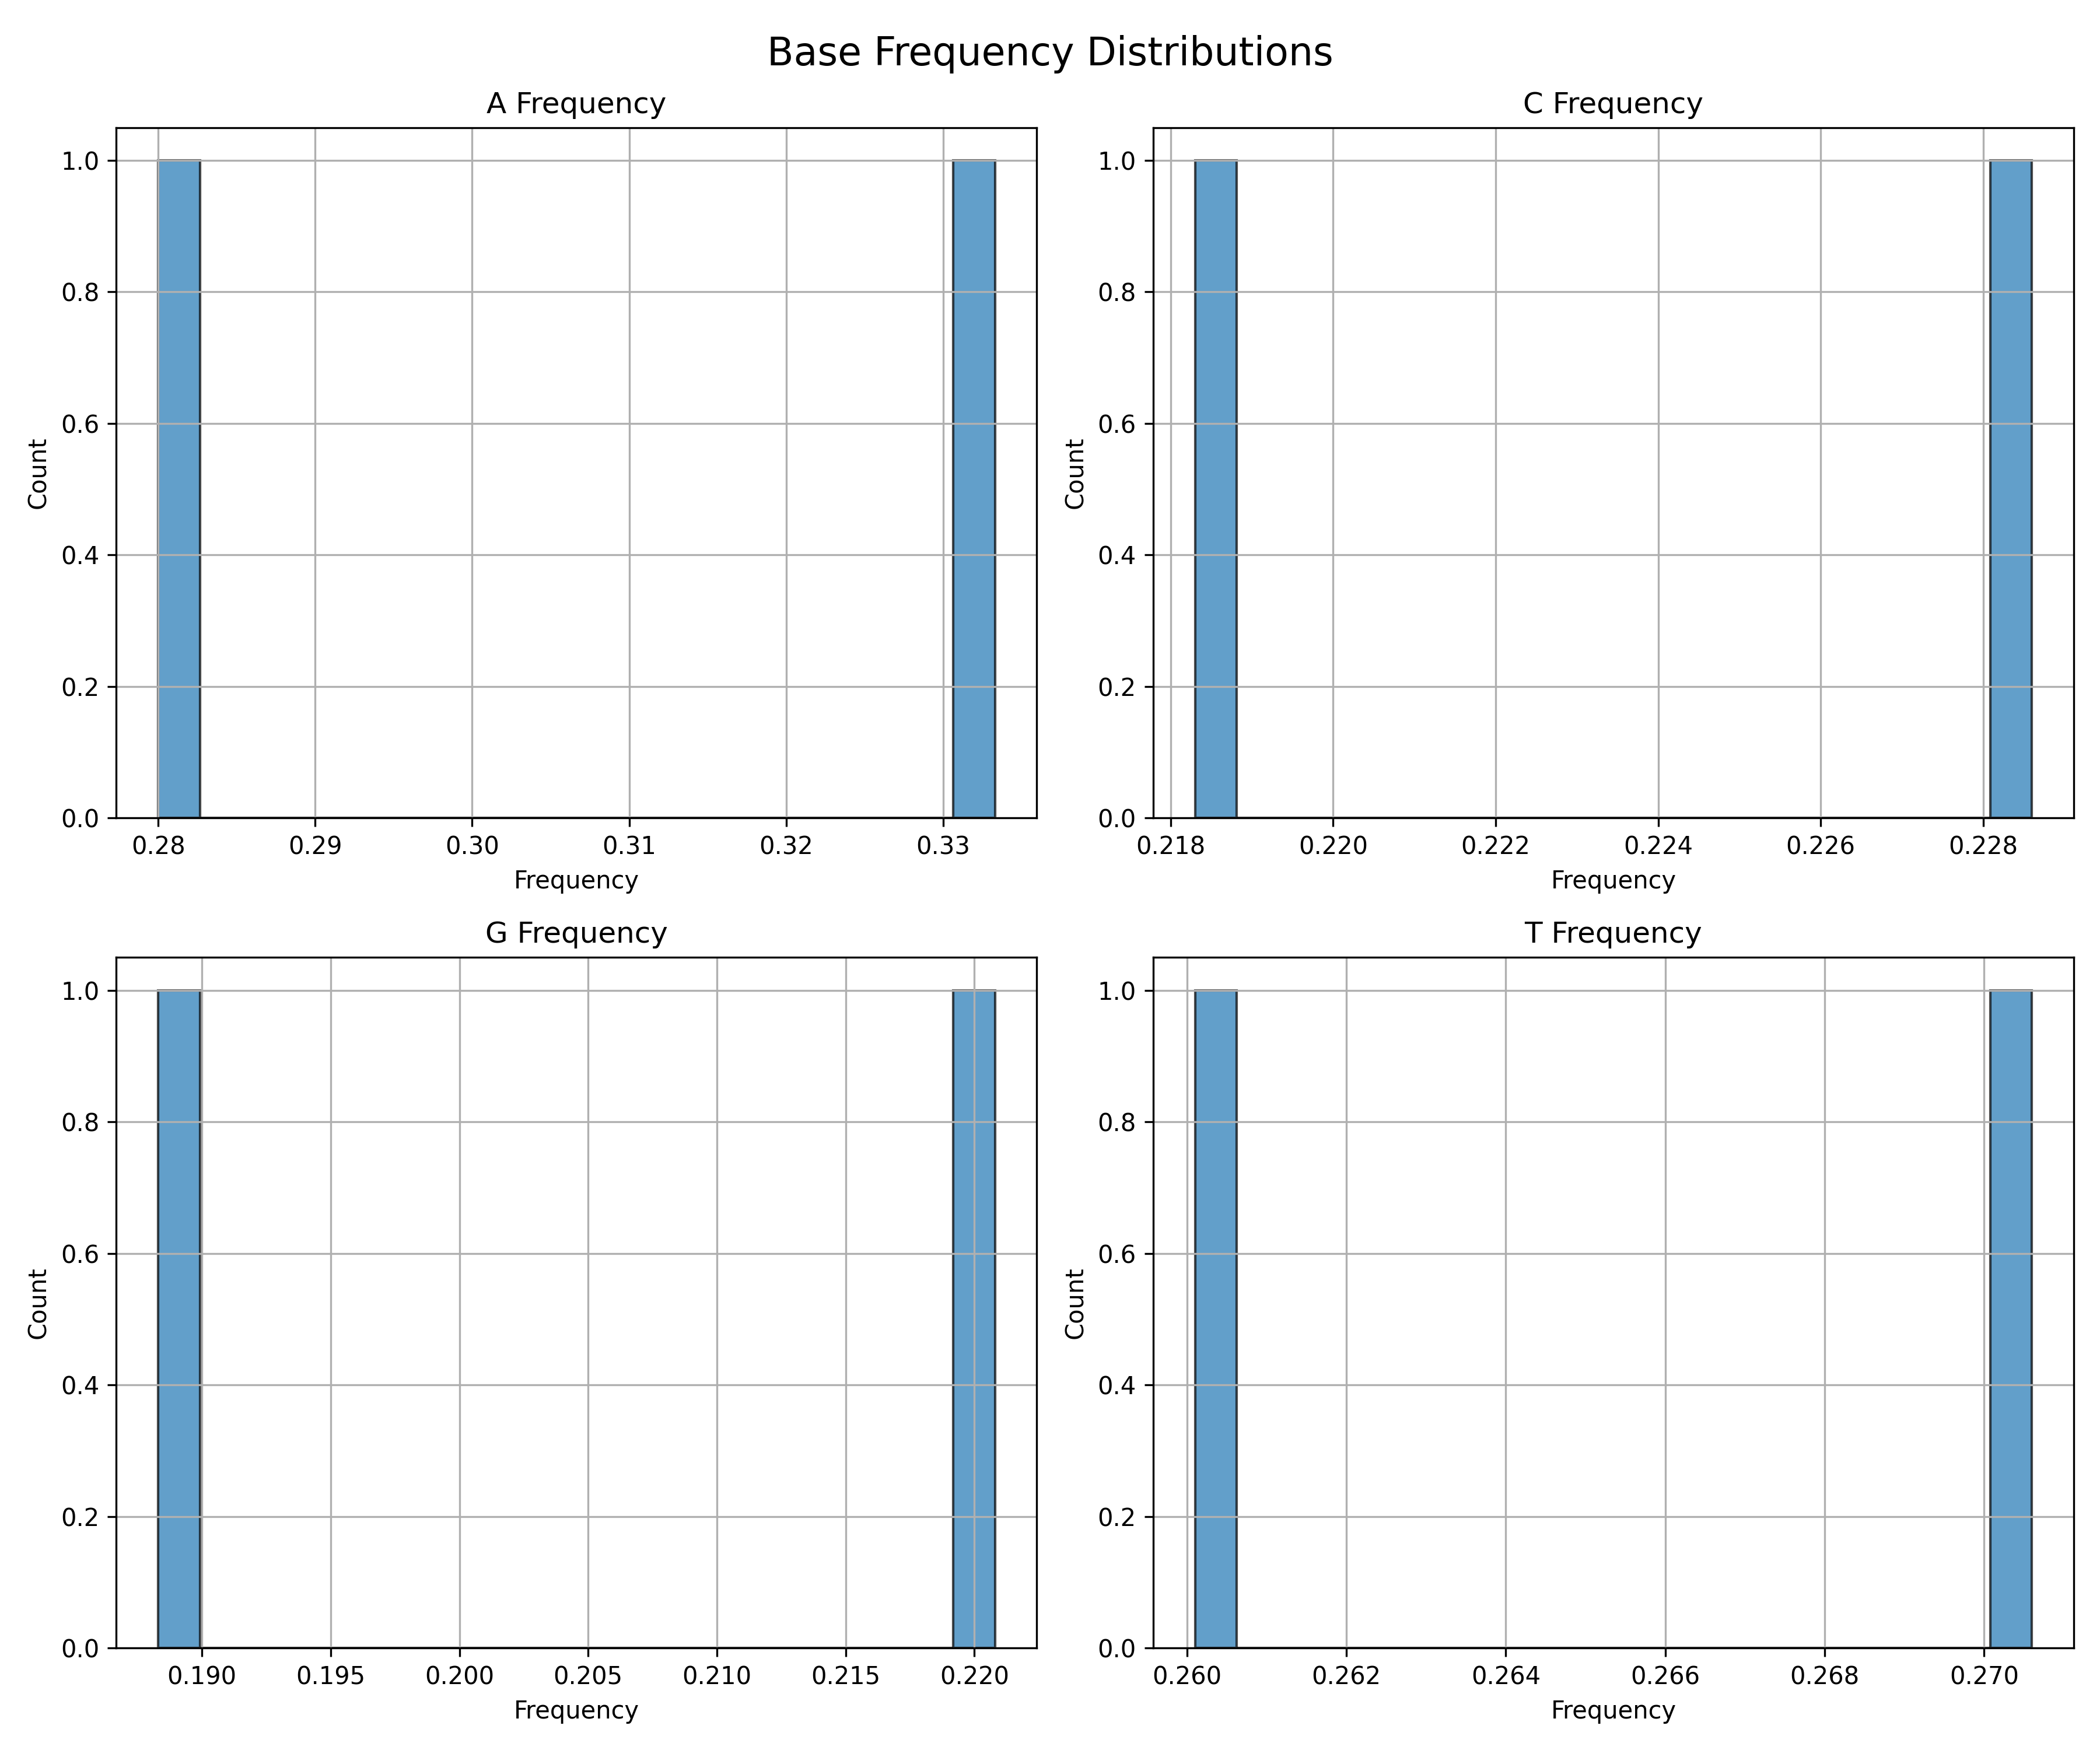 Base Frequency Distributions
A Frequency
1.0
0.8
0.6
0.4
0.2
0.0
Count
0.28 0.29 0.30 0.31 0.32 0.33
Frequency
C Frequency
1.0
0.8
0.6
0.4
0.2
0.0
Count
0.218 0.220 0.222 0.224 0.226 0.228
Frequency
G Frequency
1.0
0.8
0.6
0.4
0.2
0.0
Count
0.190 0.195 0.200 0.205 0.210 0.215 0.220
Frequency
T Frequency
1.0
0.8
0.6
0.4
0.2
0.0
Count
0.260 0.262 0.264 0.266 0.268 0.270
Frequency